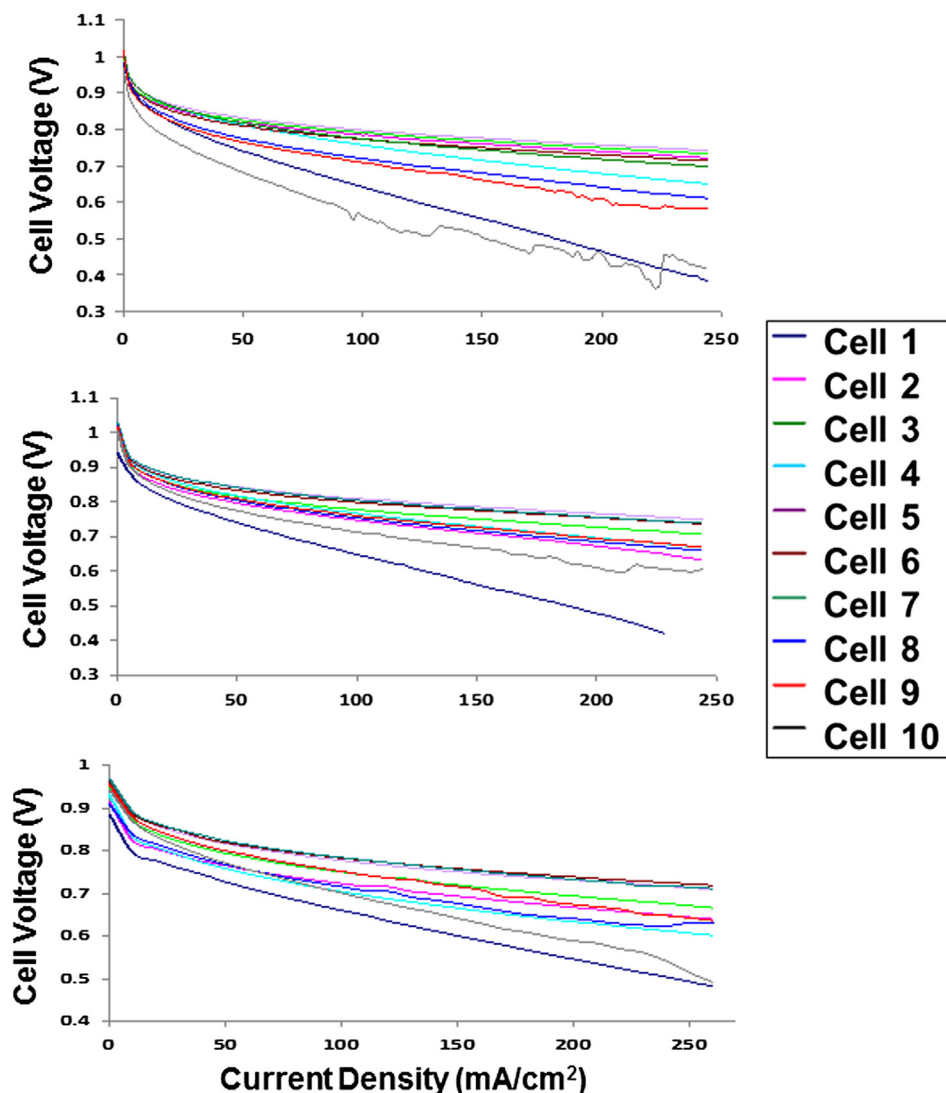 1.1
1
0.9
0.8
0.7
0.6
0.5
0.4
0.3
0 50 100 150 200 250
Cell Voltage (V)
1.1
1
0.9
0.8
0.7
0.6
0.5
0.4
0.3
0 50 100 150 200 250
Cell Voltage (V)
1
0.9
0.8
0.7
0.6
0.5
0.4
0 50 100 150 200 250
Cell Voltage (V)
Current Density (mA/cm²)
Cell 1
Cell 2
Cell 3
Cell 4
Cell 5
Cell 6
Cell 7
Cell 8
Cell 9
Cell 10